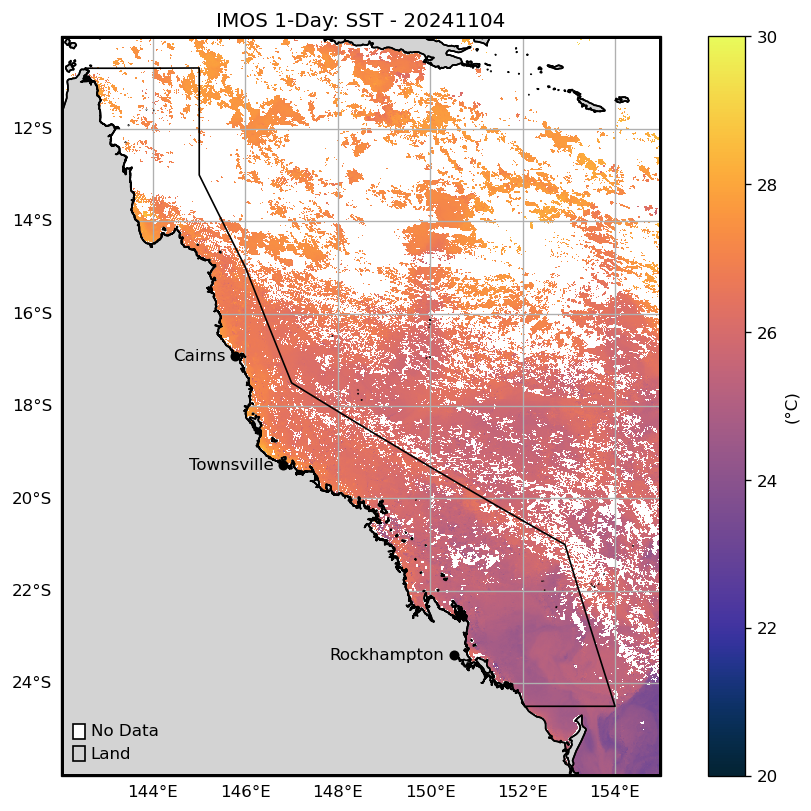 IMOS 1-Day: SST - 20241104
12°S
14°S
16°S
18°S
20°S
22°S
24°S
Cairns
Townsville
Rockhampton
No Data
Land
144°E 146°E 148°E 150°E 152°E 154°E
30
28
26
24
22
20
(°C)